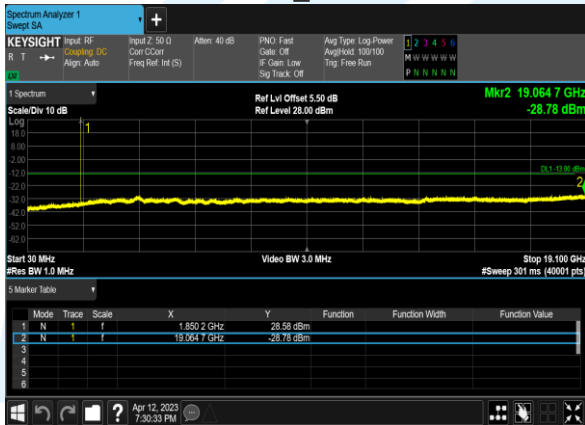 Spectrum Analyzer 1
Swept SA
+
KEYSIGHT Input: RF Input Z: 50 Ω Atten: 40 dB PNO: Fast Avg Type: Log-Power 1 2 3 4 5 6
R T Coupling: DC Corr CCorr Gate: Off Avg|Hold: 100/100 M W W W W W
Align: Auto Freq Ref: Int (S) IF Gain: Low Trig: Free Run
Sig Track: Off P N N N N N
1 Spectrum Ref Lvl Offset 5.50 dB Mkr2 19.064 7 GHz
Scale/Div 10 dB Ref Level 28.00 dBm -28.78 dBm
Log
18.0 1
8.00
-2.00
-12.0 DL1 -13.00 dBm
-22.0 2
-32.0
-42.0
-52.0
-62.0
Start 30 MHz Video BW 3.0 MHz Stop 19.100 GHz
#Res BW 1.0 MHz #Sweep 301 ms (40001 pts)
5 Marker Table
Mode Trace Scale X Y Function Function Width Function Value
1 N 1 f 1.850 2 GHz 28.58 dBm
2 N 1 f 19.064 7 GHz -28.78 dBm
3
4
5
6
? Apr 12, 2023
7:30:33 PM